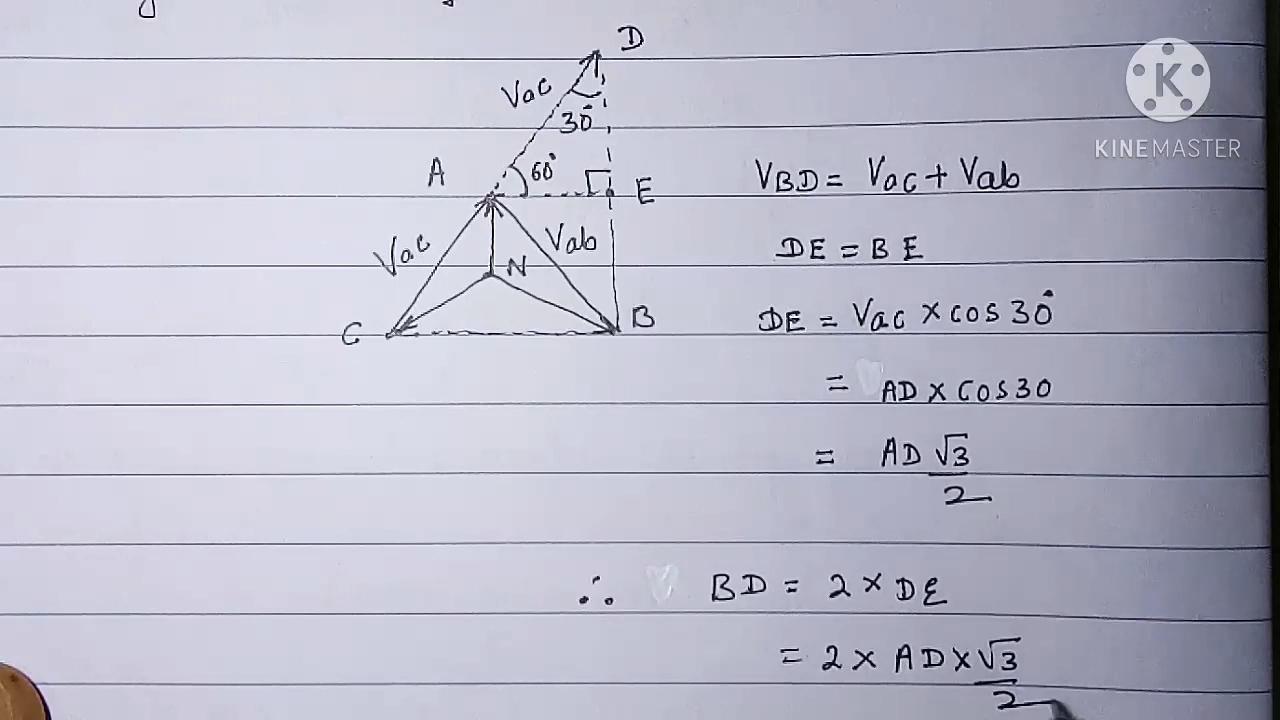 D
Vac
30°
A
60°
E
VBD = Vac + Vab
Vac
Vab
DE = BE
N
C
B
DE = Vac × cos 30°
= AD × cos 30
= AD √3/2
∴ BD = 2 × DE
= 2 × AD × √3/2
K
KINEMASTER